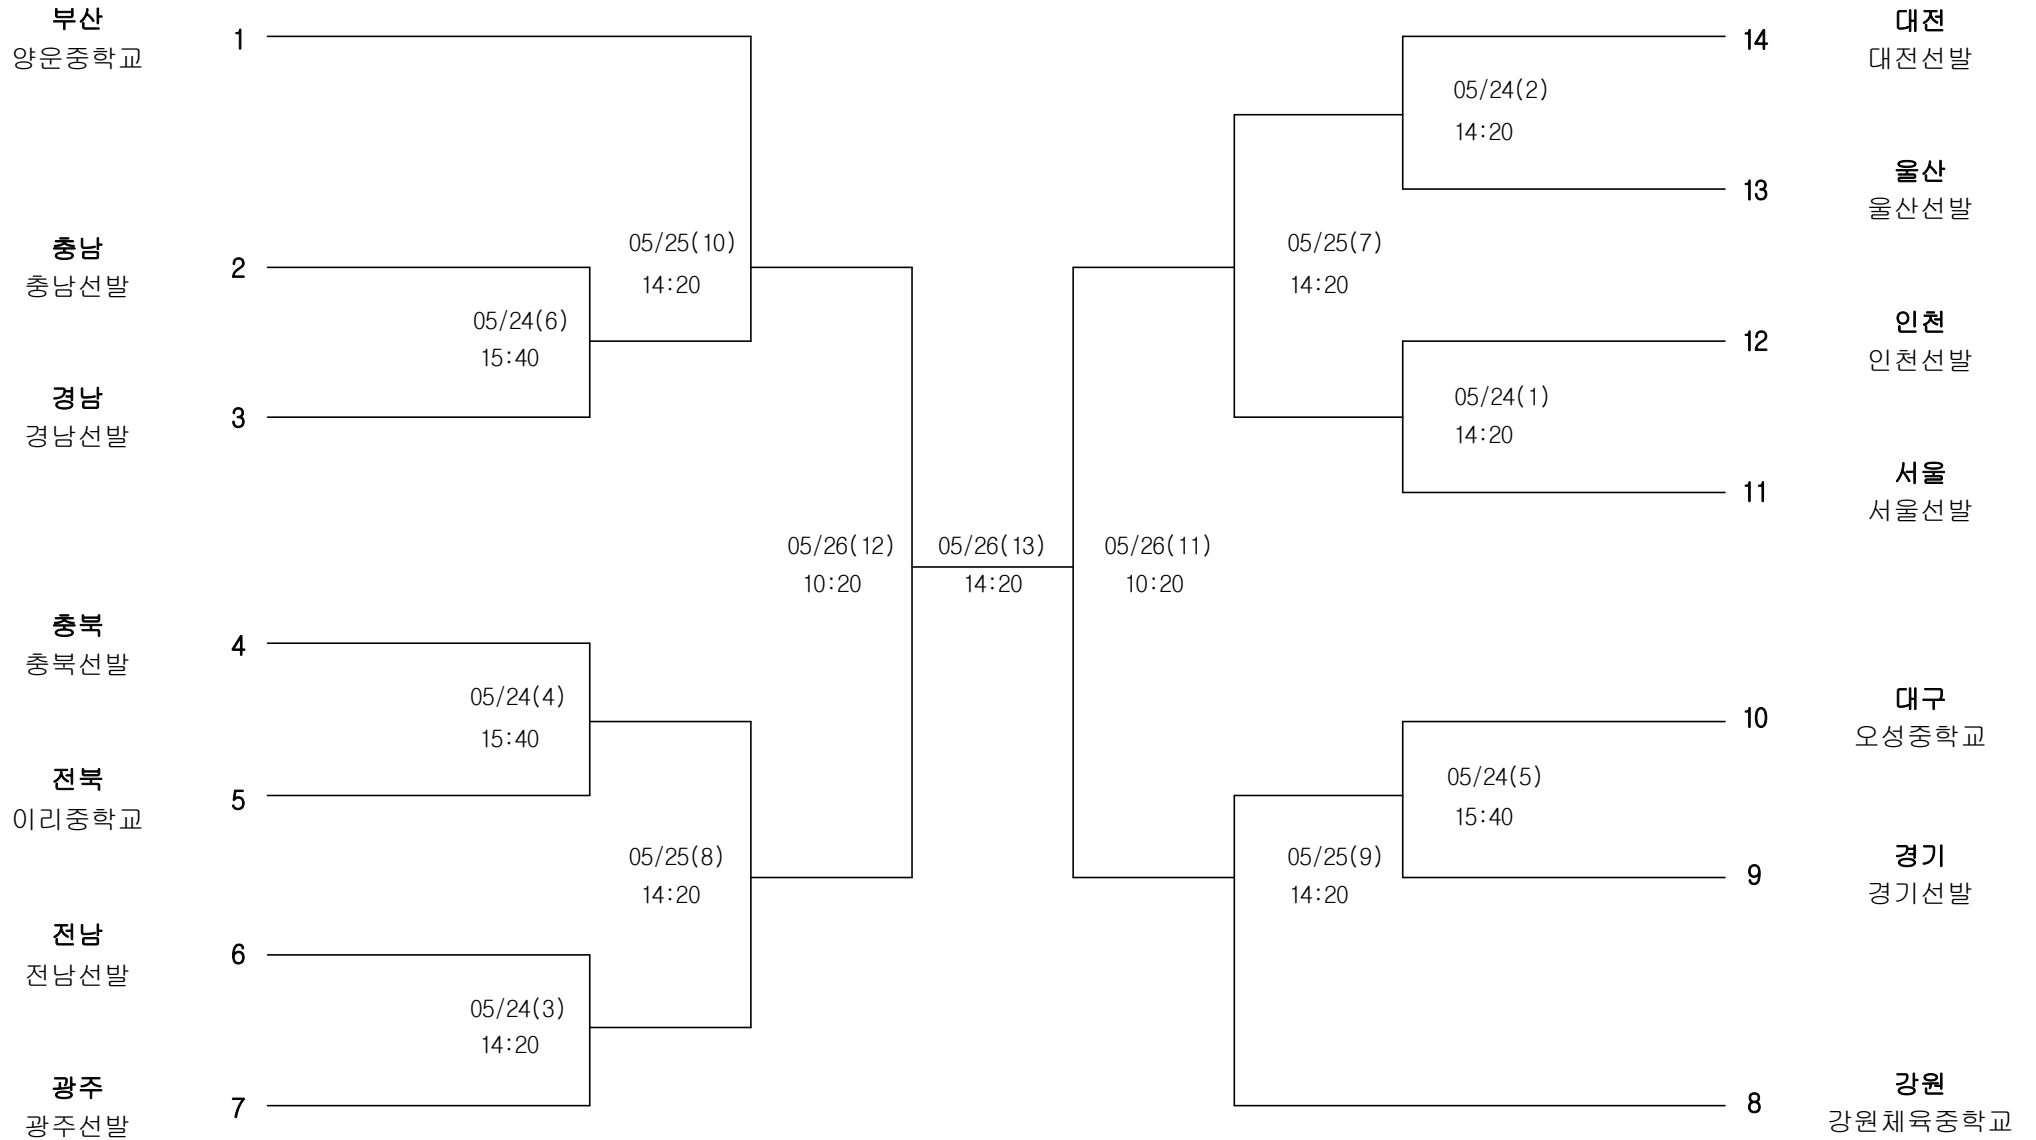 부산
양운중학교
1
충남
충남선발
2
05/25(10)
14:20
05/24(6)
15:40
경남
경남선발
3
05/26(12)
10:20
충북
충북선발
4
05/24(4)
15:40
전북
이리중학교
5
05/25(8)
14:20
전남
전남선발
6
05/24(3)
14:20
광주
광주선발
7
05/26(13)
14:20
14
대전
대전선발
05/24(2)
14:20
13
울산
울산선발
05/25(7)
14:20
12
인천
인천선발
05/24(1)
14:20
11
서울
서울선발
05/26(11)
10:20
10
대구
오성중학교
05/24(5)
15:40
9
경기
경기선발
05/25(9)
14:20
8
강원
강원체육중학교